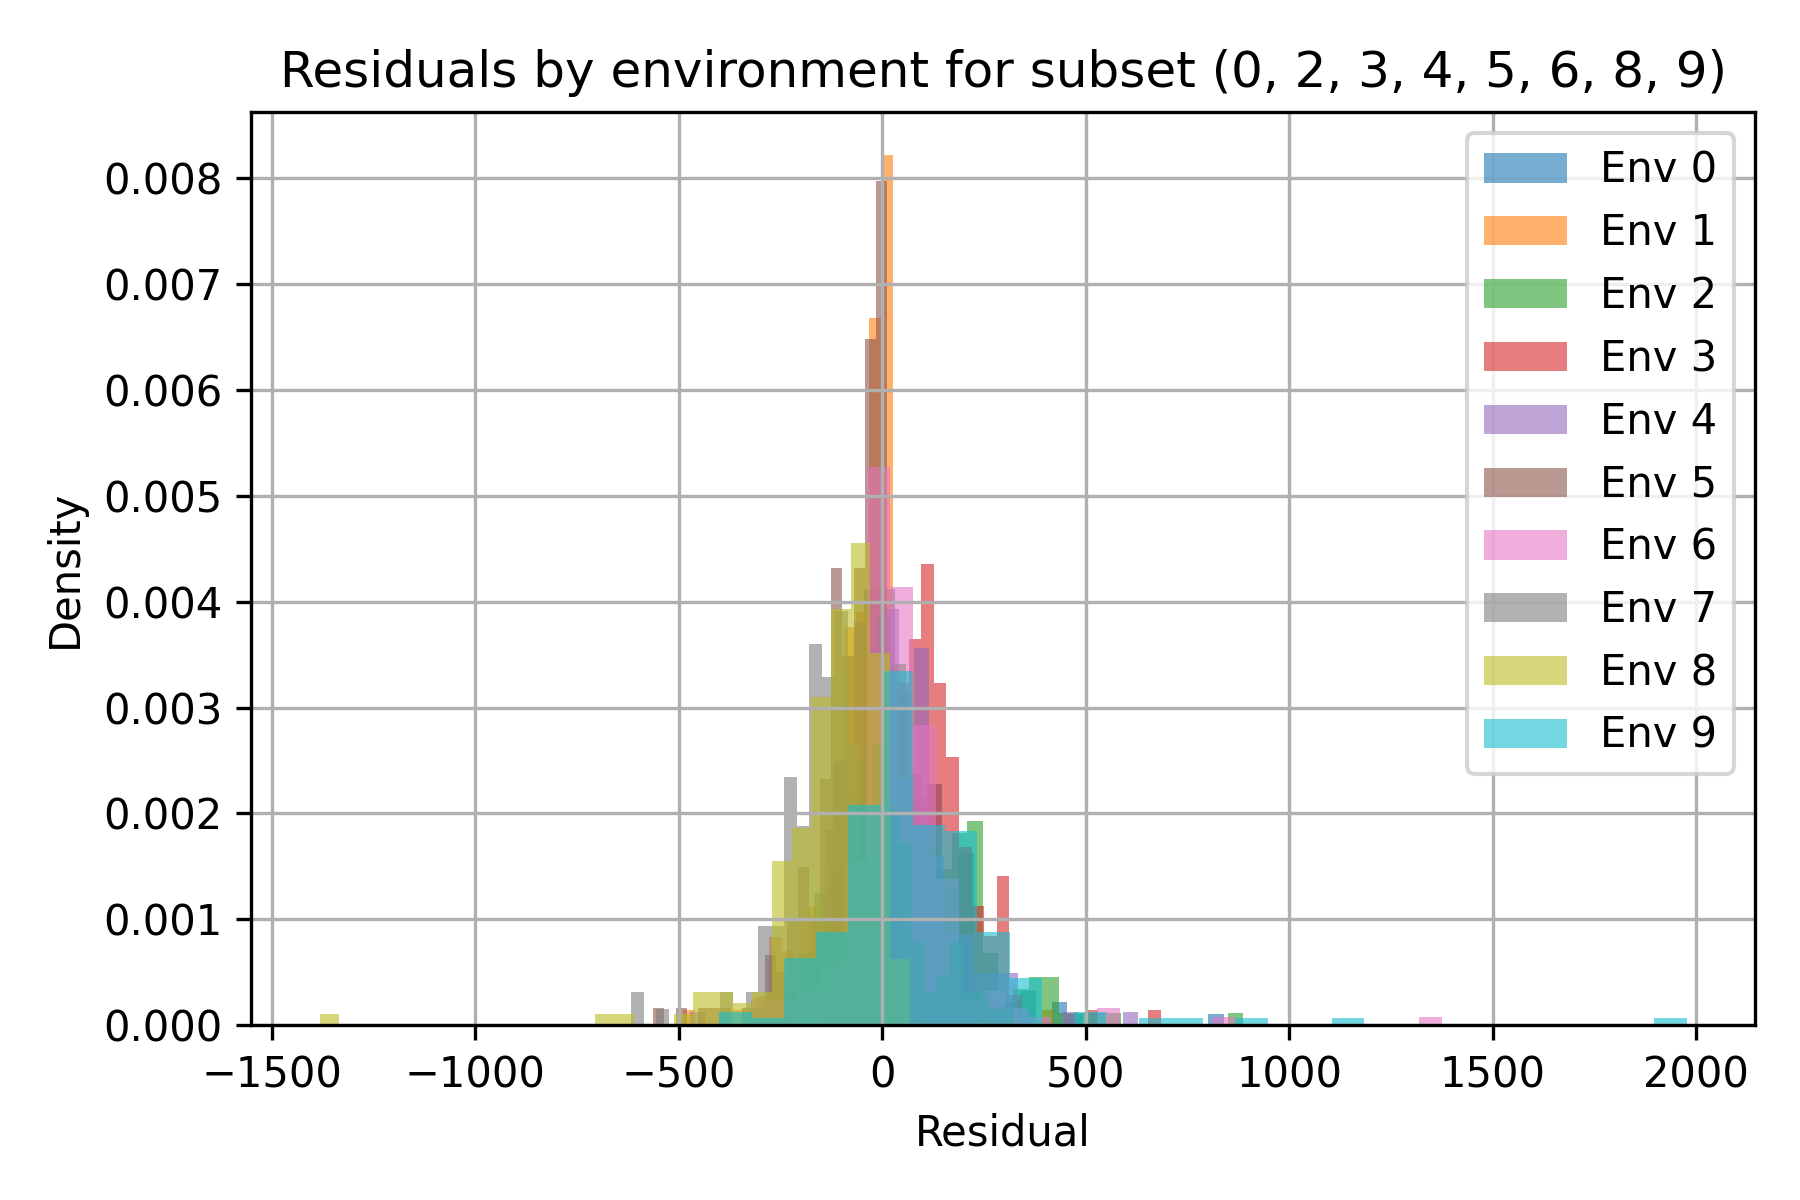 Residuals by environment for subset (0, 2, 3, 4, 5, 6, 8, 9)
0.008
0.007
0.006
0.005
0.004
0.003
0.002
0.001
0.000
Density
−1500 −1000 −500 0 500 1000 1500 2000
Residual
Env 0
Env 1
Env 2
Env 3
Env 4
Env 5
Env 6
Env 7
Env 8
Env 9